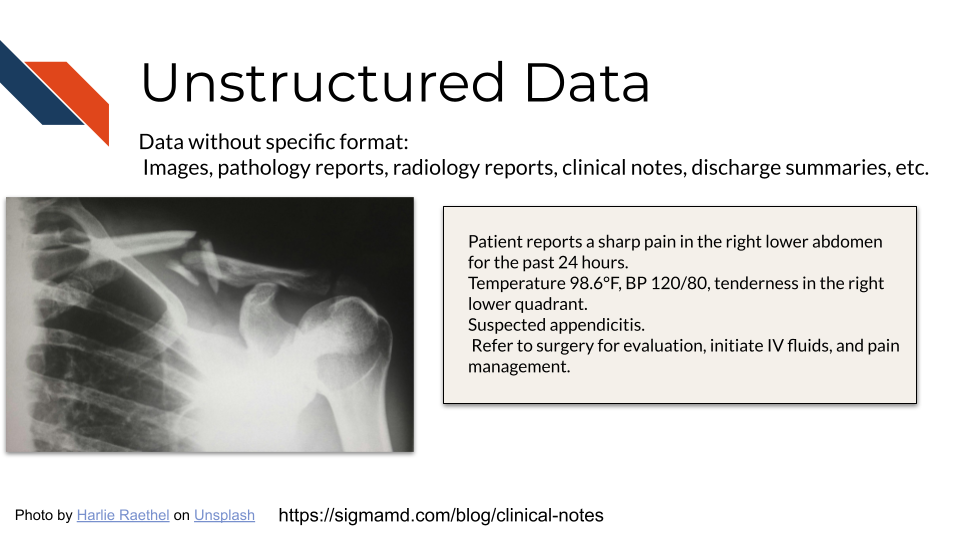 Unstructured Data
Data without specific format:
Images, pathology reports, radiology reports, clinical notes, discharge summaries, etc.
Patient reports a sharp pain in the right lower abdomen
for the past 24 hours.
Temperature 98.6°F, BP 120/80, tenderness in the right
lower quadrant.
Suspected appendicitis.
Refer to surgery for evaluation, initiate IV fluids, and pain
management.
Photo by Harlie Raethel on Unsplash
https://sigmamd.com/blog/clinical-notes